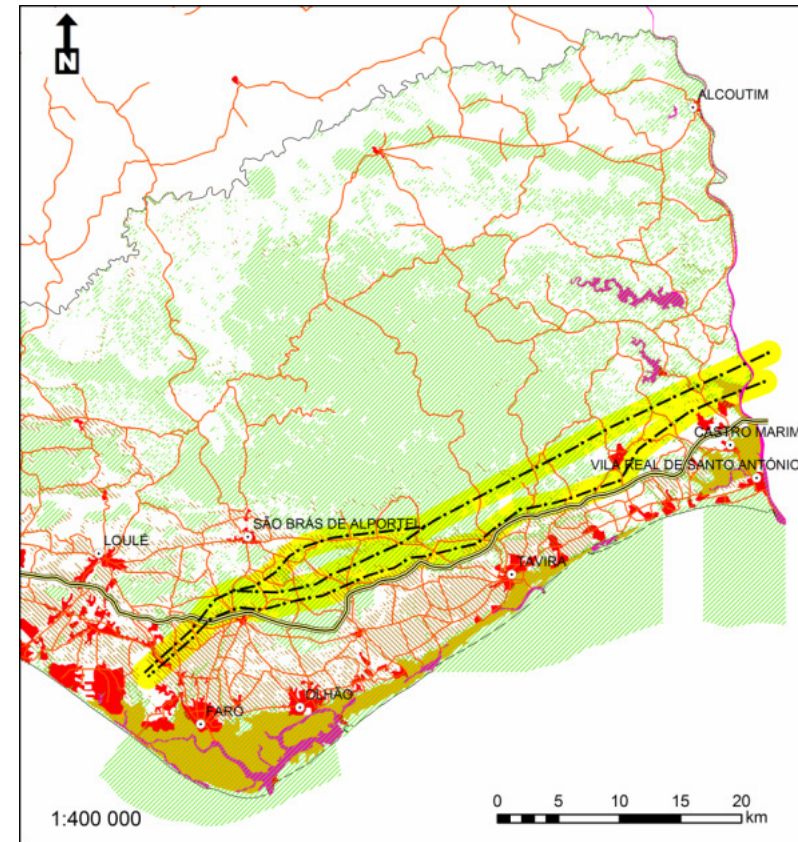 N
ALCOUTIM
CASTRO MARIM
VILA REAL DE SANTO ANTÓNIO
SÃO BRÁS DE ALPORTEL
LOULÉ
TAVIRA
OLHÃO
FARO
0 5 10 15 20
km
1:400 000